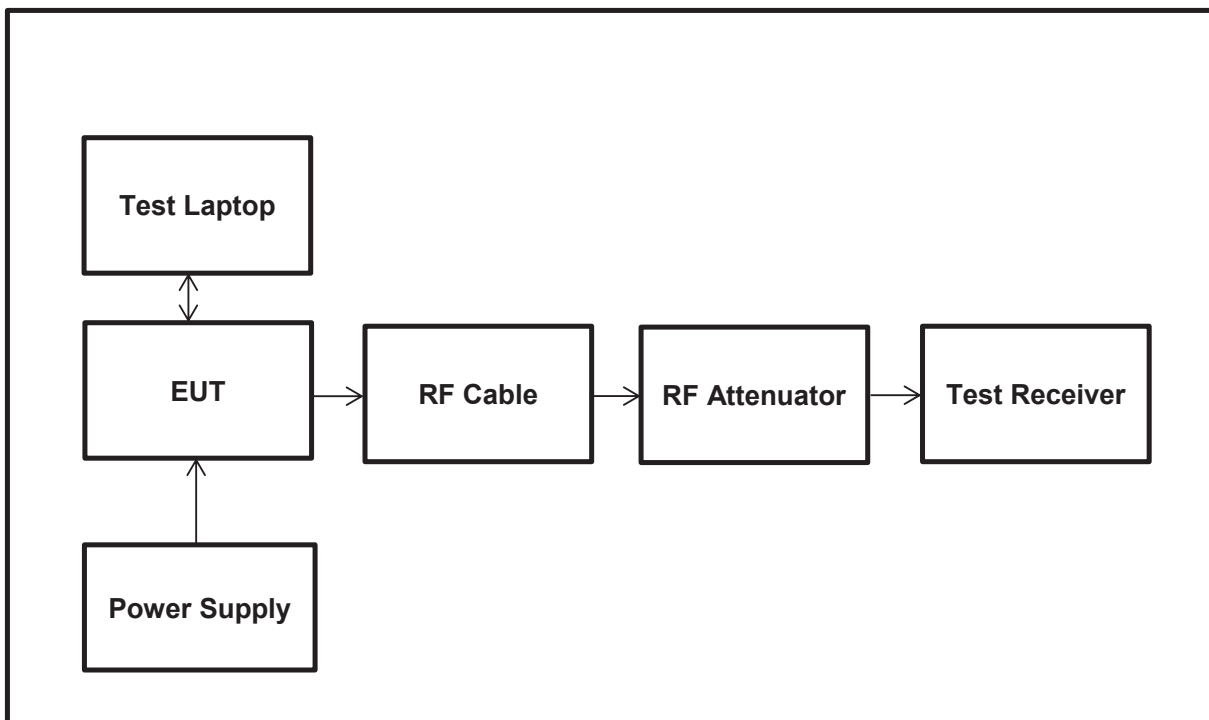 Test Laptop
EUT
RF Cable
RF Attenuator
Test Receiver
Power Supply